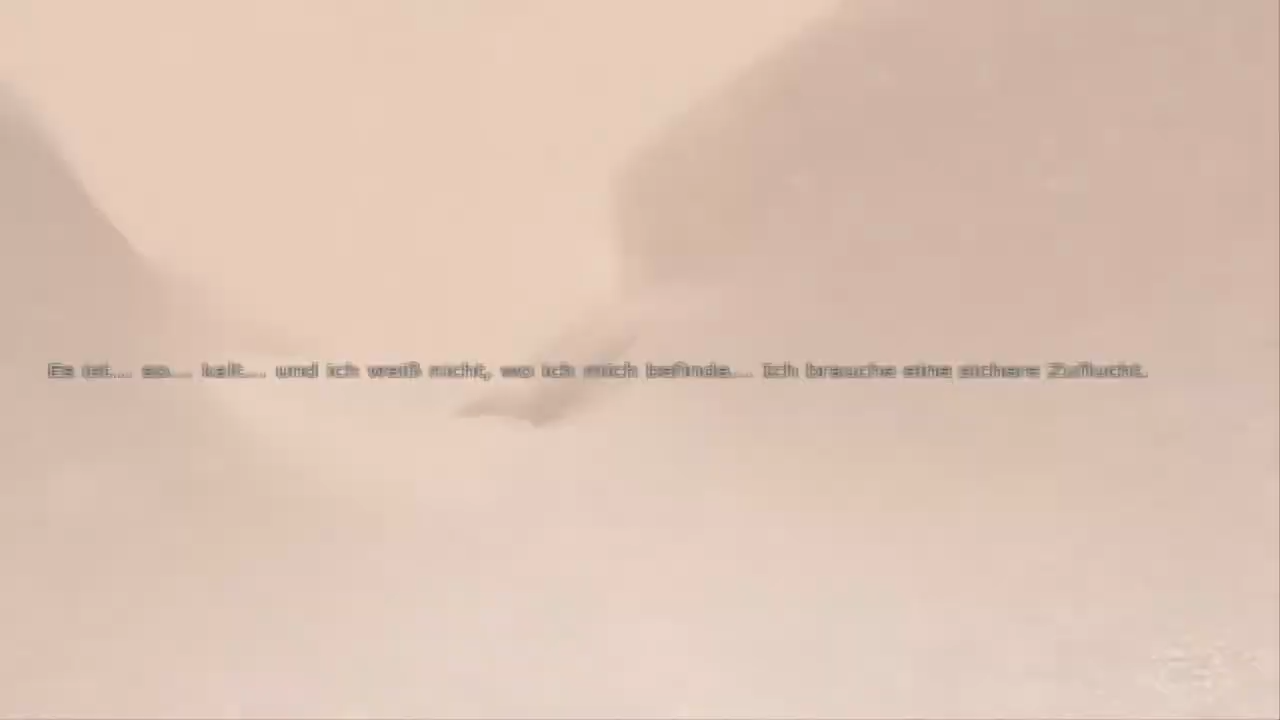 Es ist... so... kalt... und ich weiß nicht, wo ich mich befinde... Ich brauche eine sichere Zuflucht.